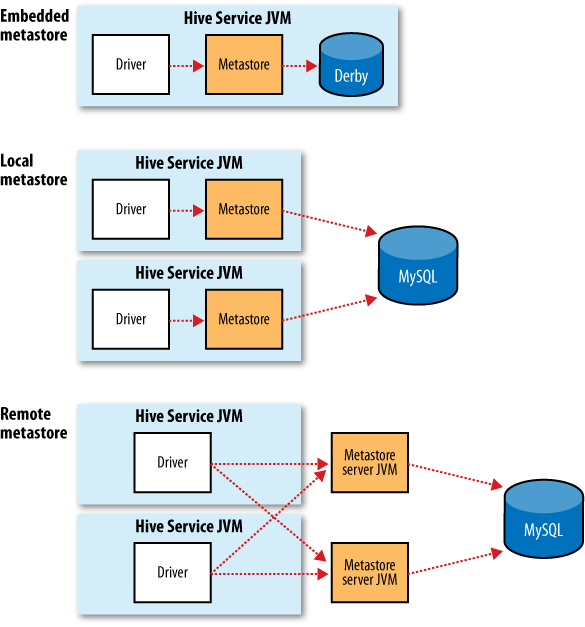 Embedded
metastore
Hive Service JVM
Driver
Metastore
Derby
Local
metastore
Hive Service JVM
Driver
Metastore
Hive Service JVM
Driver
Metastore
MySQL
Remote
metastore
Hive Service JVM
Driver
Metastore
server JVM
Hive Service JVM
Driver
Metastore
server JVM
MySQL